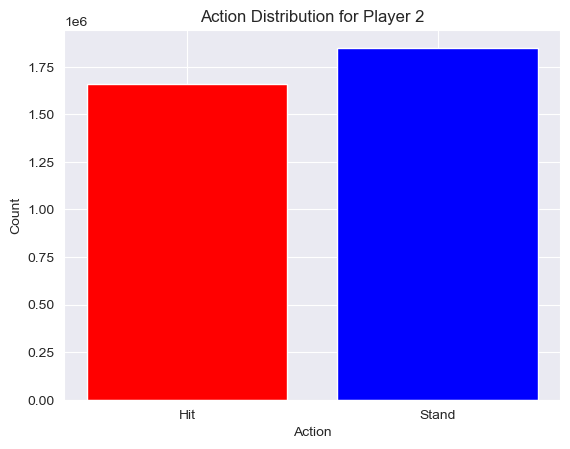 Action Distribution for Player 2
1e6
1.75
1.50
1.25
1.00
0.75
0.50
0.25
0.00
Count
Hit
Stand
Action